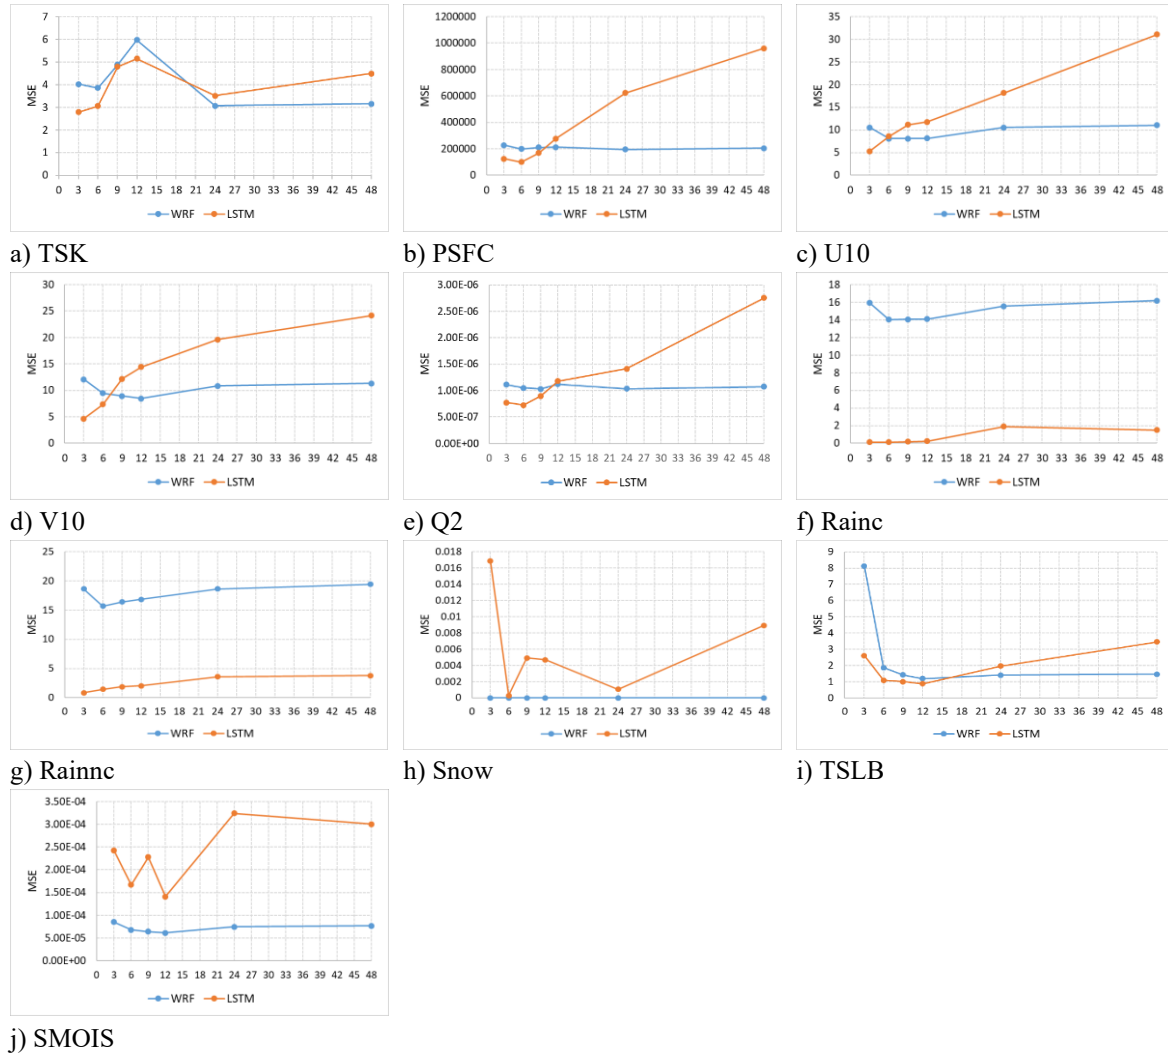 7
6
5
4
3
2
1
0
MSE
0 3 6 9 12 15 18 21 24 27 30 33 36 39 42 45 48
WRF LSTM
a) TSK
1200000
1000000
800000
600000
400000
200000
0
MSE
0 3 6 9 12 15 18 21 24 27 30 33 36 39 42 45 48
WRF LSTM
b) PSFC
35
30
25
20
15
10
5
0
MSE
0 3 6 9 12 15 18 21 24 27 30 33 36 39 42 45 48
WRF LSTM
c) U10
30
25
20
15
10
5
0
MSE
0 3 6 9 12 15 18 21 24 27 30 33 36 39 42 45 48
WRF LSTM
d) V10
3.00E-06
2.50E-06
2.00E-06
1.50E-06
1.00E-06
5.00E-07
0.00E+00
MSE
0 3 6 9 12 15 18 21 24 27 30 33 36 39 42 45 48
WRF LSTM
e) Q2
18
16
14
12
10
8
6
4
2
0
MSE
0 3 6 9 12 15 18 21 24 27 30 33 36 39 42 45 48
WRF LSTM
f) Rainc
25
20
15
10
5
0
MSE
0 3 6 9 12 15 18 21 24 27 30 33 36 39 42 45 48
WRF LSTM
g) Rainnc
0.018
0.016
0.014
0.012
0.01
0.008
0.006
0.004
0.002
0
MSE
0 3 6 9 12 15 18 21 24 27 30 33 36 39 42 45 48
WRF LSTM
h) Snow
9
8
7
6
5
4
3
2
1
0
MSE
0 3 6 9 12 15 18 21 24 27 30 33 36 39 42 45 48
WRF LSTM
i) TSLB
3.50E-04
3.00E-04
2.50E-04
2.00E-04
1.50E-04
1.00E-04
5.00E-05
0.00E+00
MSE
0 3 6 9 12 15 18 21 24 27 30 33 36 39 42 45 48
WRF LSTM
j) SMOIS